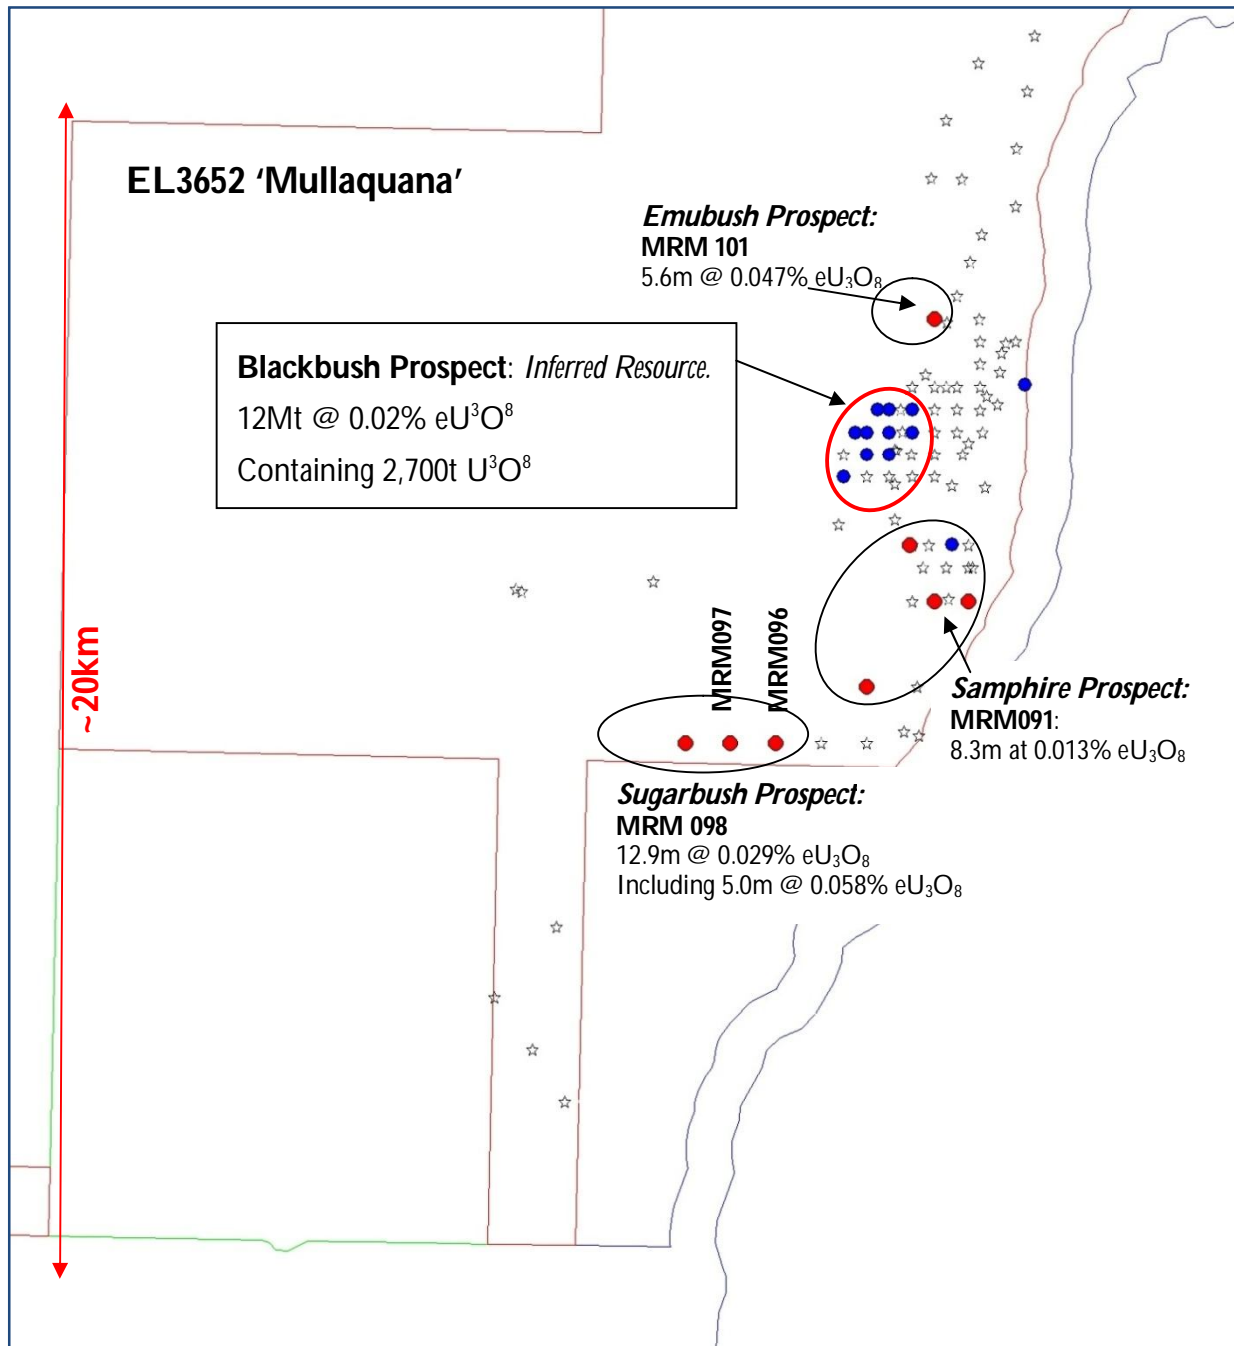 EL3652 ‘Mullaquana’
Emubush Prospect:
MRM 101
5.6m @ 0.047% eU₃O₈
Blackbush Prospect: Inferred Resource.
12Mt @ 0.02% eU³O⁸
Containing 2,700t U³O⁸
~20km
MRM097
MRM096
Samphire Prospect:
MRM091:
8.3m at 0.013% eU₃O₈
Sugarbush Prospect:
MRM 098
12.9m @ 0.029% eU₃O₈
Including 5.0m @ 0.058% eU₃O₈